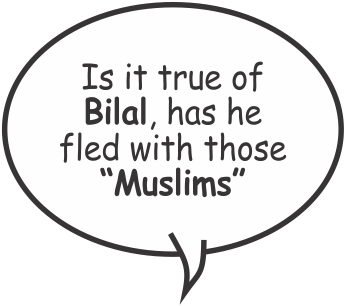 Is it true of
Bilal, has he
fled with those
“Muslims”